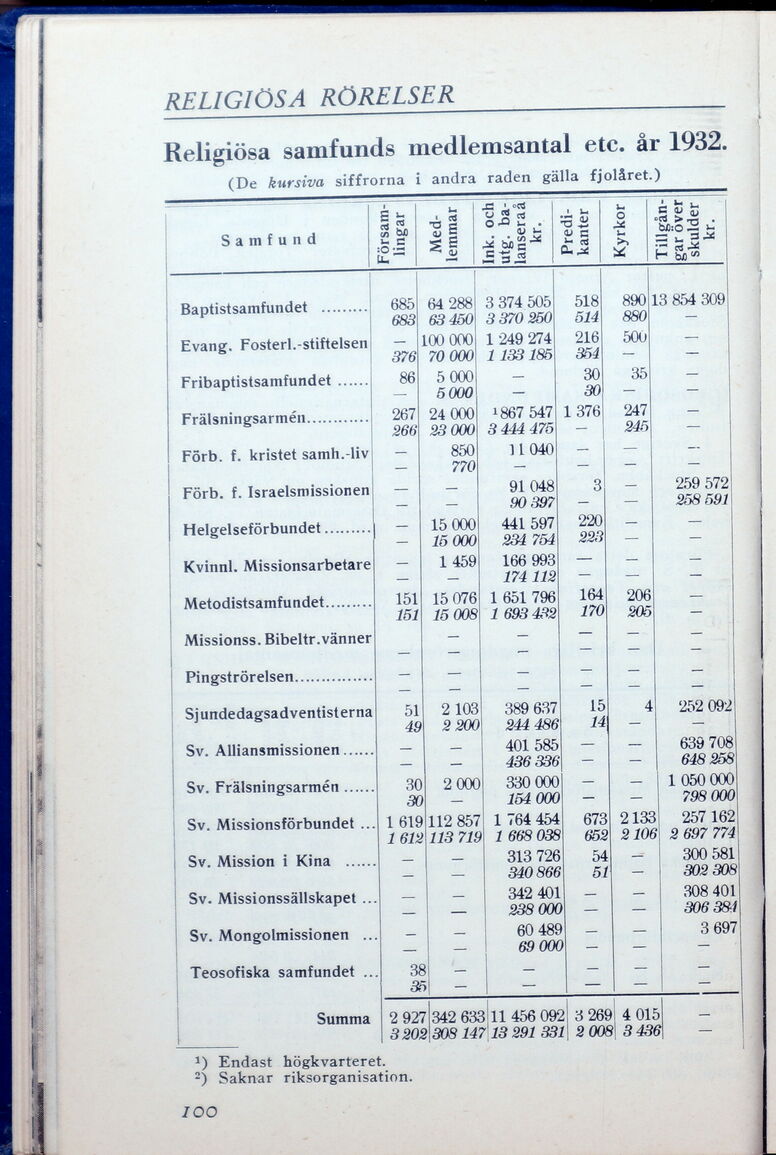 RELIGIÖSA RÖRELSER
Religiösa samfunds medlemsantal etc. år 1932.
(De kursiva siffrorna i andra raden gälla fjolåret.)
Samfund | Församlingar | Medlemmar | Ink. och utg. balanseraå kr. | Predikanter | Kyrkor | Tillgångar över skulder kr.
Baptistsamfundet ......... 685 64 288 3 374 505 518 890 13 854 309
683 63 450 3 370 250 514 880 —
Evang. Fosterl.-stiftelsen — 100 000 1 249 274 216 500 —
376 70 000 1 133 185 354 — —
Fribaptistsamfundet ...... 86 5 000 — 30 35 —
— 5 000 — 30 — —
Frälsningsarmén............ 267 24 000 ¹867 547 1 376 247 —
266 23 000 3 444 475 — 245 —
Förb. f. kristet samh.-liv — 850 11 040 — — —
— 770 — — — —
Förb. f. Israelsmissionen — — 91 048 3 — 259 572
— — 90 397 — — 258 591
Helgelseförbundet......... — 15 000 441 597 220 — —
— 15 000 234 754 223 — —
Kvinnl. Missionsarbetare — 1 459 166 993 — — —
— — 174 112 — — —
Metodistsamfundet......... 151 15 076 1 651 796 164 206 —
151 15 008 1 693 432 170 205 —
Missionss. Bibeltr.vänner — — — — —
— — — — — —
Pingströrelsen............... — — — — — —
— — — — — —
Sjundedagsadventisterna 51 2 103 389 637 15 4 252 092
49 2 200 244 486 14 — —
Sv. Alliansmissionen...... — — 401 585 — — 639 708
— — 436 336 — — 648 258
Sv. Frälsningsarmén...... 30 2 000 330 000 — — 1 050 000
30 — 154 000 — — 798 000
Sv. Missionsförbundet ... 1 619 112 857 1 764 454 673 2 133 257 162
1 612 113 719 1 668 038 652 2 106 2 697 774
Sv. Mission i Kina ...... — — 313 726 54 — 300 581
— — 340 866 51 — 302 308
Sv. Missionssällskapet ... — — 342 401 — — 308 401
— — 238 000 — — 306 384
Sv. Mongolmissionen ... — — 60 489 — — 3 697
— — 69 000 — — —
Teosofiska samfundet ... 38 — — — — —
35 — — — — —
Summa 2 927 342 633 11 456 092 3 269 4 015 —
3 202 308 147 13 291 331 2 008 3 436 —
¹) Endast högkvarteret.
²) Saknar riksorganisation.
100